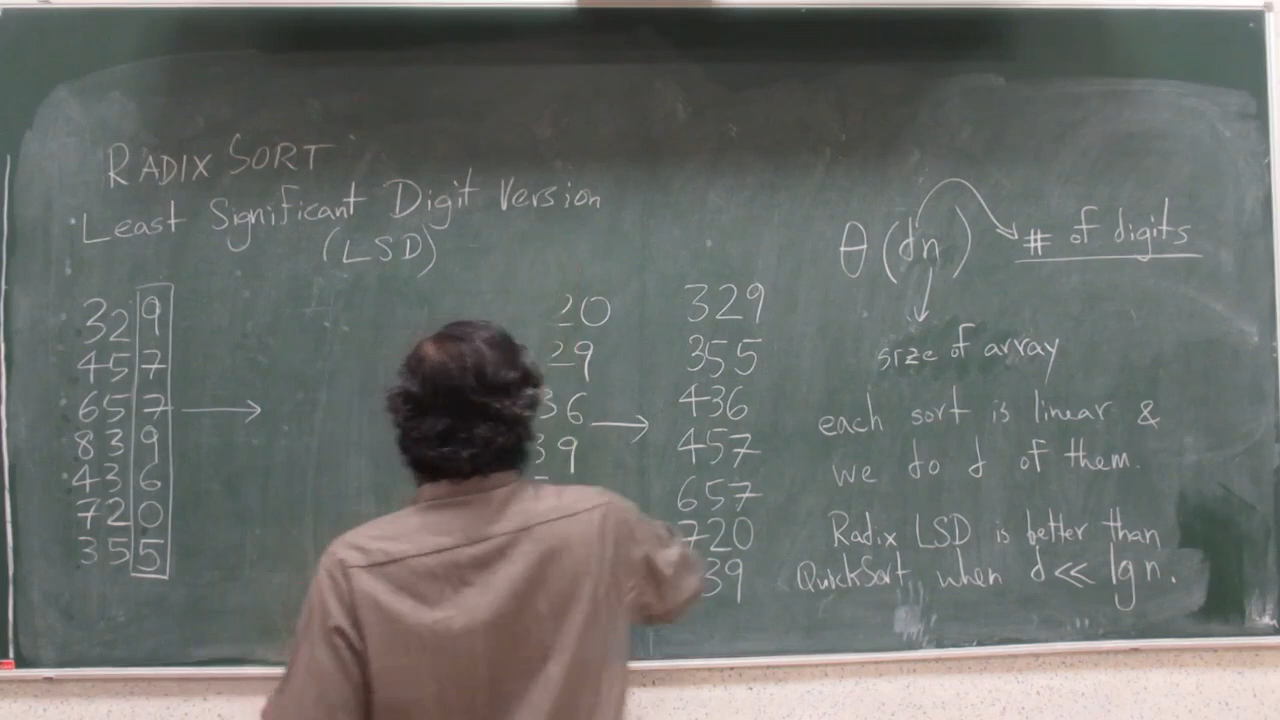 RADIX SORT
Least Significant Digit Version
(LSD)
329
457
657
839
436
720
355
20
29
36
39
329
355
436
457
657
720
39
θ(dn)
# of digits
size of array
each sort is linear &
we do d of them.
Radix LSD is better than
QuickSort when d << lg n.